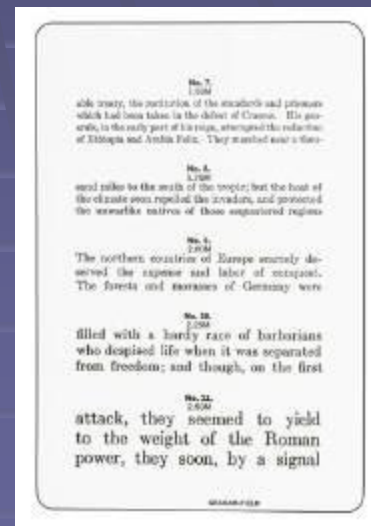 No. 7.
able treaty, the restitution of the standards and prisoners
which had been taken in the defeat of Crassus. His gen-
erals, in the early part of his reign, attempted the reduction
of Ethiopia and Arabia Felix. They marched near a thou-
sand miles to the south of the tropic; but the heat of
the climate soon repelled the invaders, and protected
the unwarlike natives of those sequestered regions
The northern countries of Europe scarcely de-
served the expense and labor of conquest.
The forests and morasses of Germany were
No. 10.
2.25M
filled with a hardy race of barbarians
who despised life when it was separated
from freedom; and though, on the first
attack, they seemed to yield
to the weight of the Roman
power, they soon, by a signal